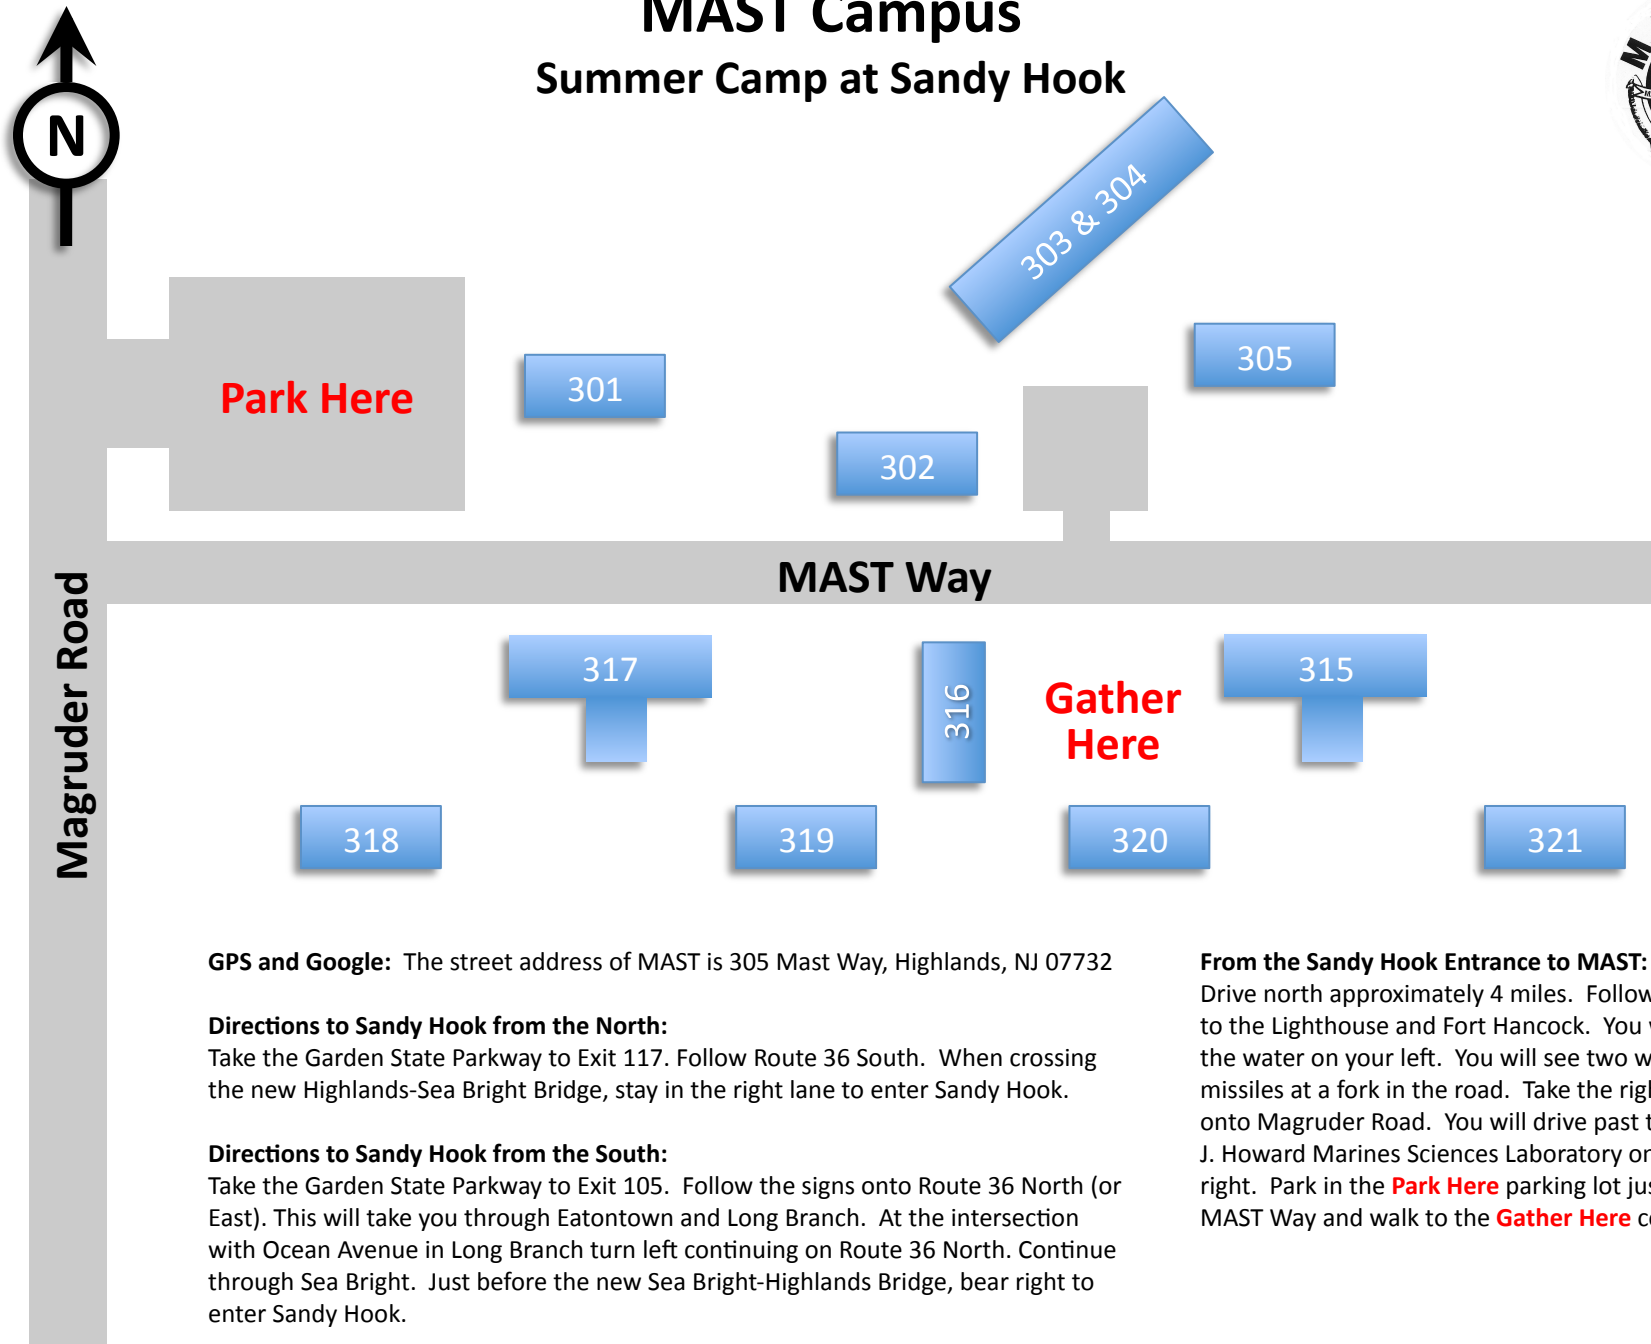 MAST Campus
Summer Camp at Sandy Hook
N
303 & 304
305
301
Park Here
302
MAST Way
Magruder Road
317
316
Gather
Here
315
318
319
320
321
GPS and Google: The street address of MAST is 305 Mast Way, Highlands, NJ 07732
Directions to Sandy Hook from the North:
Take the Garden State Parkway to Exit 117. Follow Route 36 South. When crossing
the new Highlands-Sea Bright Bridge, stay in the right lane to enter Sandy Hook.
Directions to Sandy Hook from the South:
Take the Garden State Parkway to Exit 105. Follow the signs onto Route 36 North (or
East). This will take you through Eatontown and Long Branch. At the intersection
with Ocean Avenue in Long Branch turn left continuing on Route 36 North. Continue
through Sea Bright. Just before the new Sea Bright-Highlands Bridge, bear right to
enter Sandy Hook.
From the Sandy Hook Entrance to MAST:
Drive north approximately 4 miles. Follow
to the Lighthouse and Fort Hancock. You
the water on your left. You will see two
missiles at a fork in the road. Take the
onto Magruder Road. You will drive past
J. Howard Marines Sciences Laboratory
right. Park in the Park Here parking lot
MAST Way and walk to the Gather Here